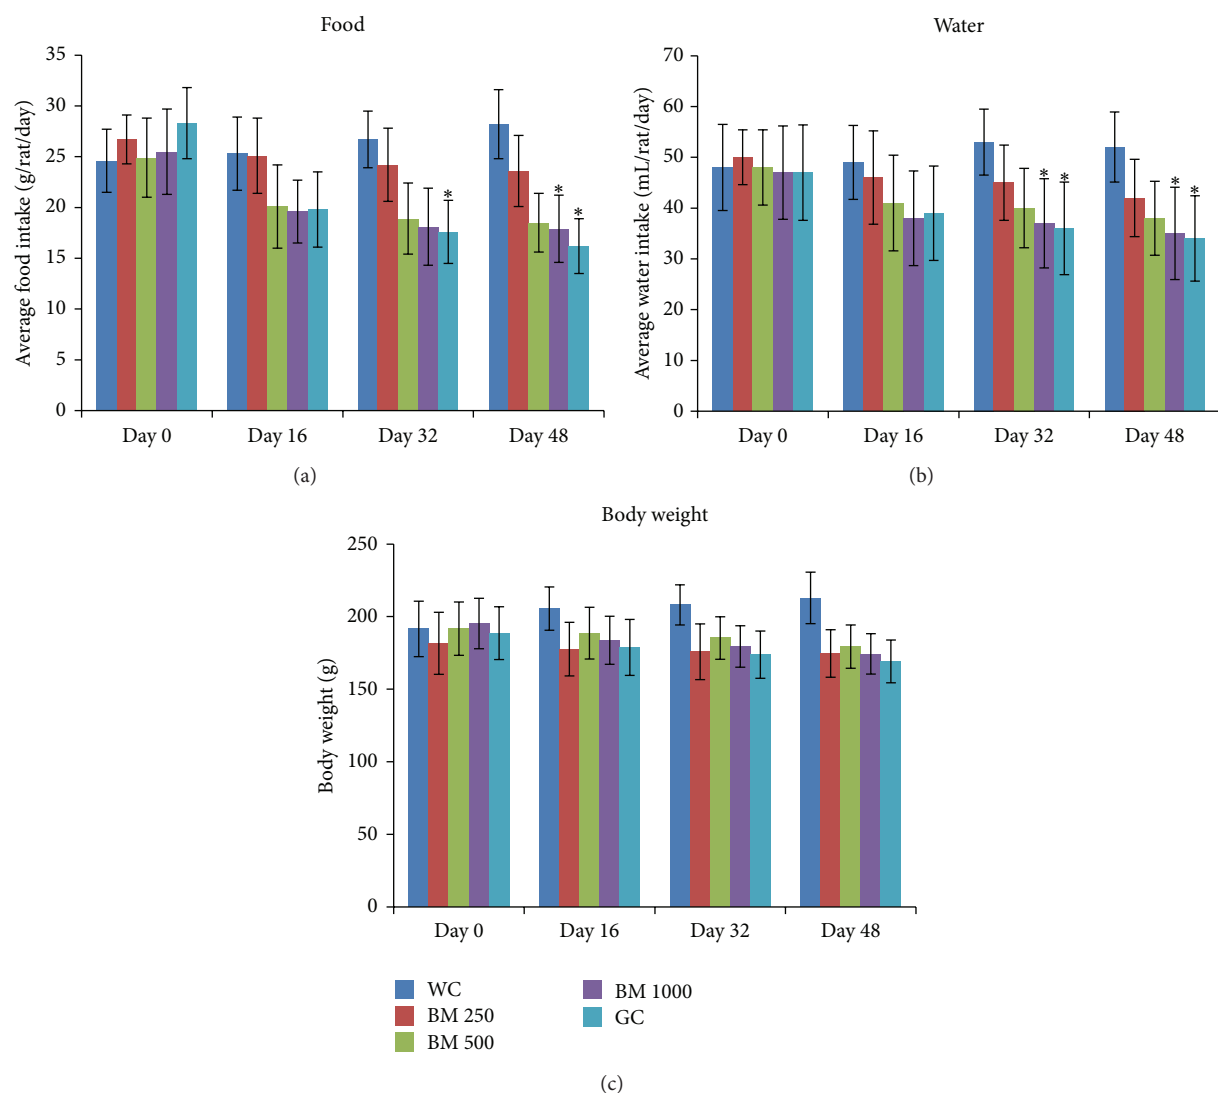 Food
Average food intake (g/rat/day)
35
30
25
20
15
10
5
0
* * *
Day 0 Day 16 Day 32 Day 48
(a)
Water
Average water intake (mL/rat/day)
70
60
50
40
30
20
10
0
* * * *
Day 0 Day 16 Day 32 Day 48
(b)
Body weight
Body weight (g)
250
200
150
100
50
0
Day 0 Day 16 Day 32 Day 48
WC
BM 250
BM 500
BM 1000
GC
(c)